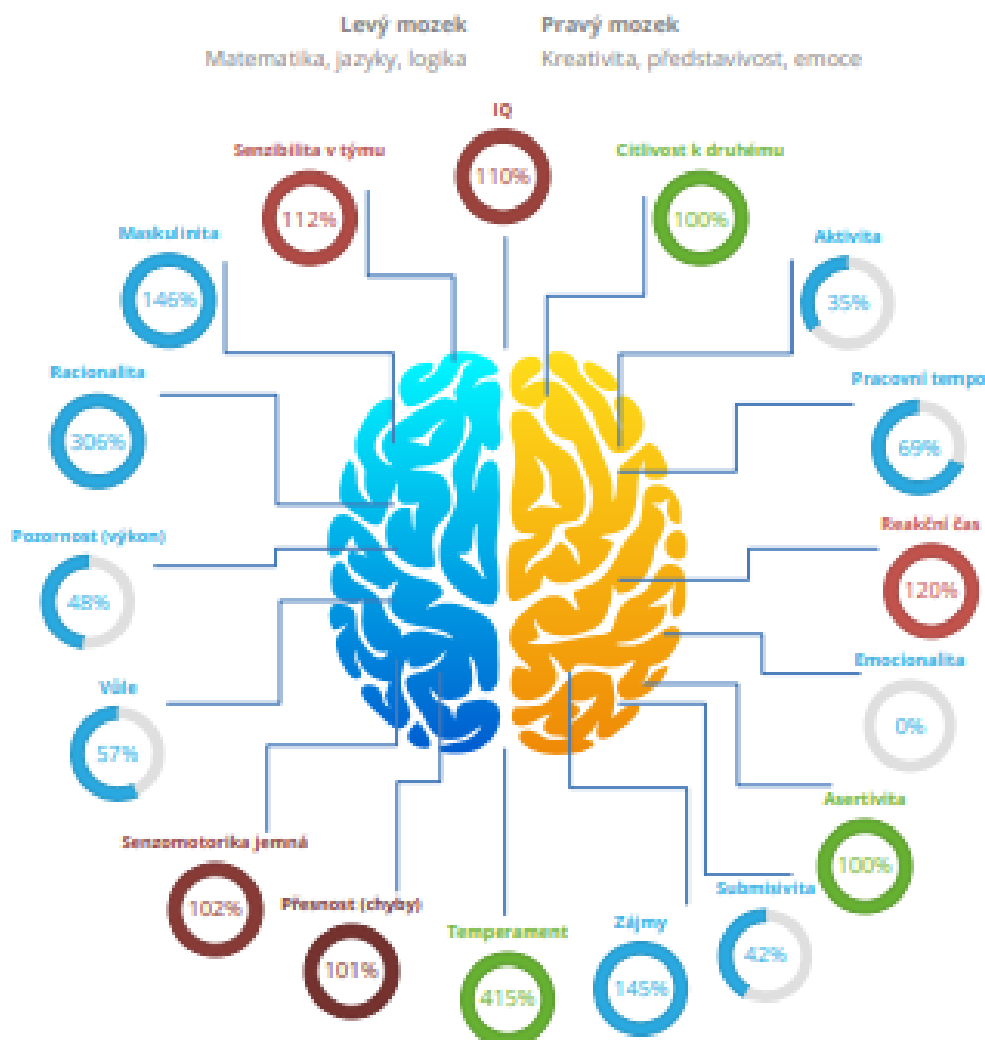 Levý mozek
Matematika, jazyky, logika
Pravý mozek
Kreativita, představivost, emoce
IQ
110%
Senzibilita v týmu
112%
Citlivost k druhému
100%
Maskulinita
146%
Aktivita
35%
Racionalita
306%
Pracovní tempo
69%
Pozornost (výkon)
48%
Reakční čas
120%
Vůle
57%
Emocionalita
0%
Senzomotorika jemná
102%
Asertivita
100%
Přesnost (chyby)
101%
Submisivita
42%
Temperament
415%
Zájmy
145%